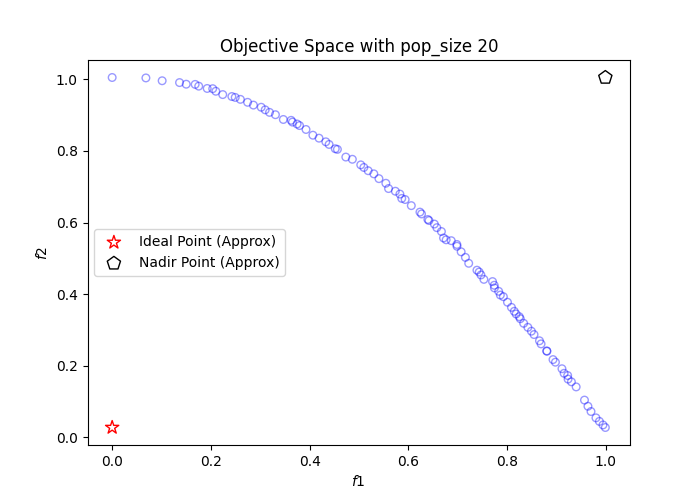 Objective Space with pop_size 20
1.0
0.8
0.6
0.4
0.2
0.0
f2
Ideal Point (Approx)
Nadir Point (Approx)
0.0 0.2 0.4 0.6 0.8 1.0
f1